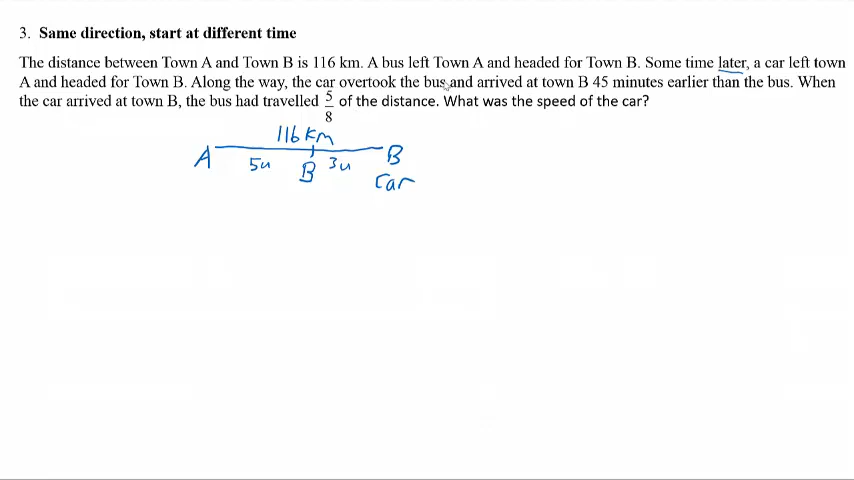 3. Same direction, start at different time
The distance between Town A and Town B is 116 km. A bus left Town A and headed for Town B. Some time later, a car left town
A and headed for Town B. Along the way, the car overtook the bus and arrived at town B 45 minutes earlier than the bus. When
the car arrived at town B, the bus had travelled 5/8 of the distance. What was the speed of the car?
116 km
A B
5u B 3u
car